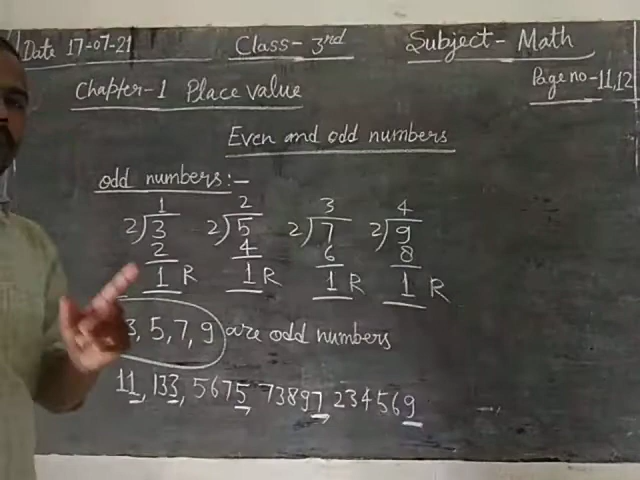 Date 17-07-21 Class- 3rd Subject- Math
Page no-11,12
Chapter-1 Place value
Even and odd numbers
odd numbers:-
1 2 3 4
2)3 2)5 2)7 2)9
2 4 6 8
1 R 1 R 1 R 1 R
3, 5, 7, 9 are odd numbers
11, 133, 5675, 73897, 234569